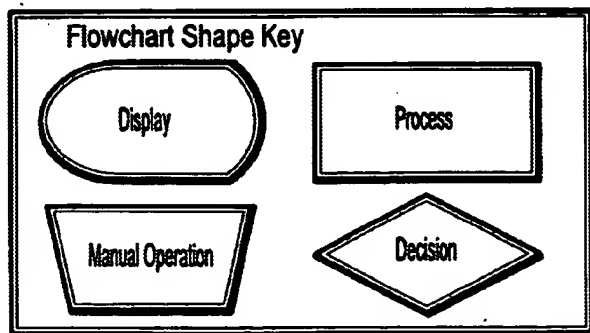 Flowchart Shape Key
Display
Process
Manual Operation
Decision